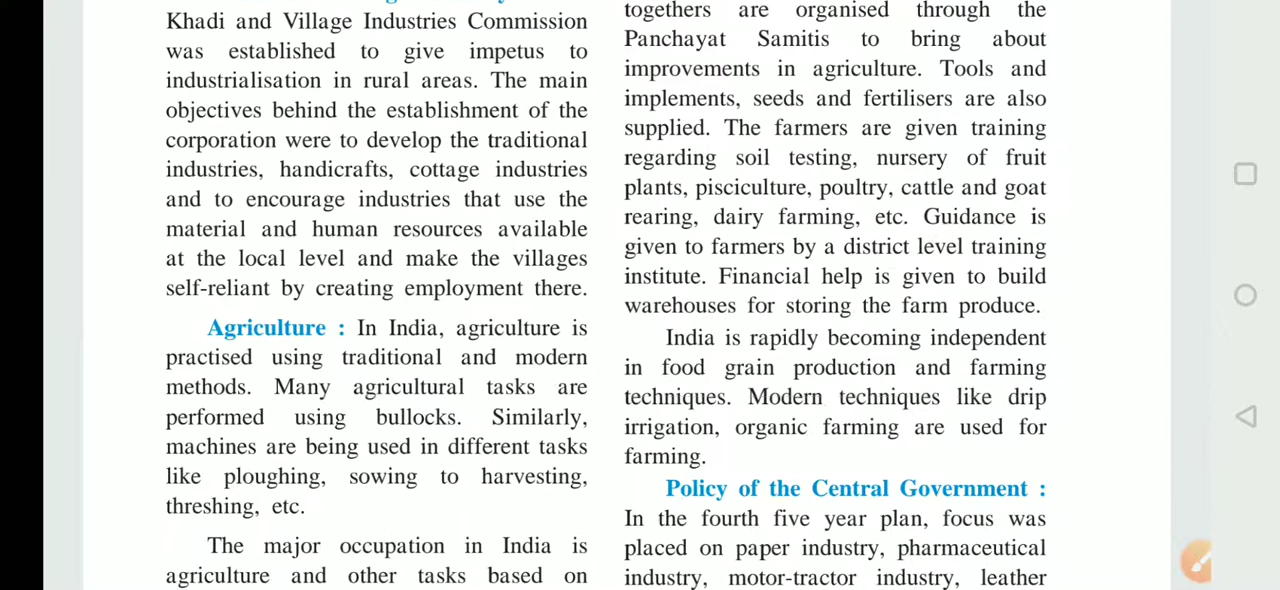 Khadi and Village Industries Commission
was established to give impetus to
industrialisation in rural areas. The main
objectives behind the establishment of the
corporation were to develop the traditional
industries, handicrafts, cottage industries
and to encourage industries that use the
material and human resources available
at the local level and make the villages
self-reliant by creating employment there.
Agriculture : In India, agriculture is
practised using traditional and modern
methods. Many agricultural tasks are
performed using bullocks. Similarly,
machines are being used in different tasks
like ploughing, sowing to harvesting,
threshing, etc.
The major occupation in India is
agriculture and other tasks based on
togethers are organised through the
Panchayat Samitis to bring about
improvements in agriculture. Tools and
implements, seeds and fertilisers are also
supplied. The farmers are given training
regarding soil testing, nursery of fruit
plants, pisciculture, poultry, cattle and goat
rearing, dairy farming, etc. Guidance is
given to farmers by a district level training
institute. Financial help is given to build
warehouses for storing the farm produce.
India is rapidly becoming independent
in food grain production and farming
techniques. Modern techniques like drip
irrigation, organic farming are used for
farming.
Policy of the Central Government :
In the fourth five year plan, focus was
placed on paper industry, pharmaceutical
industry, motor-tractor industry, leather